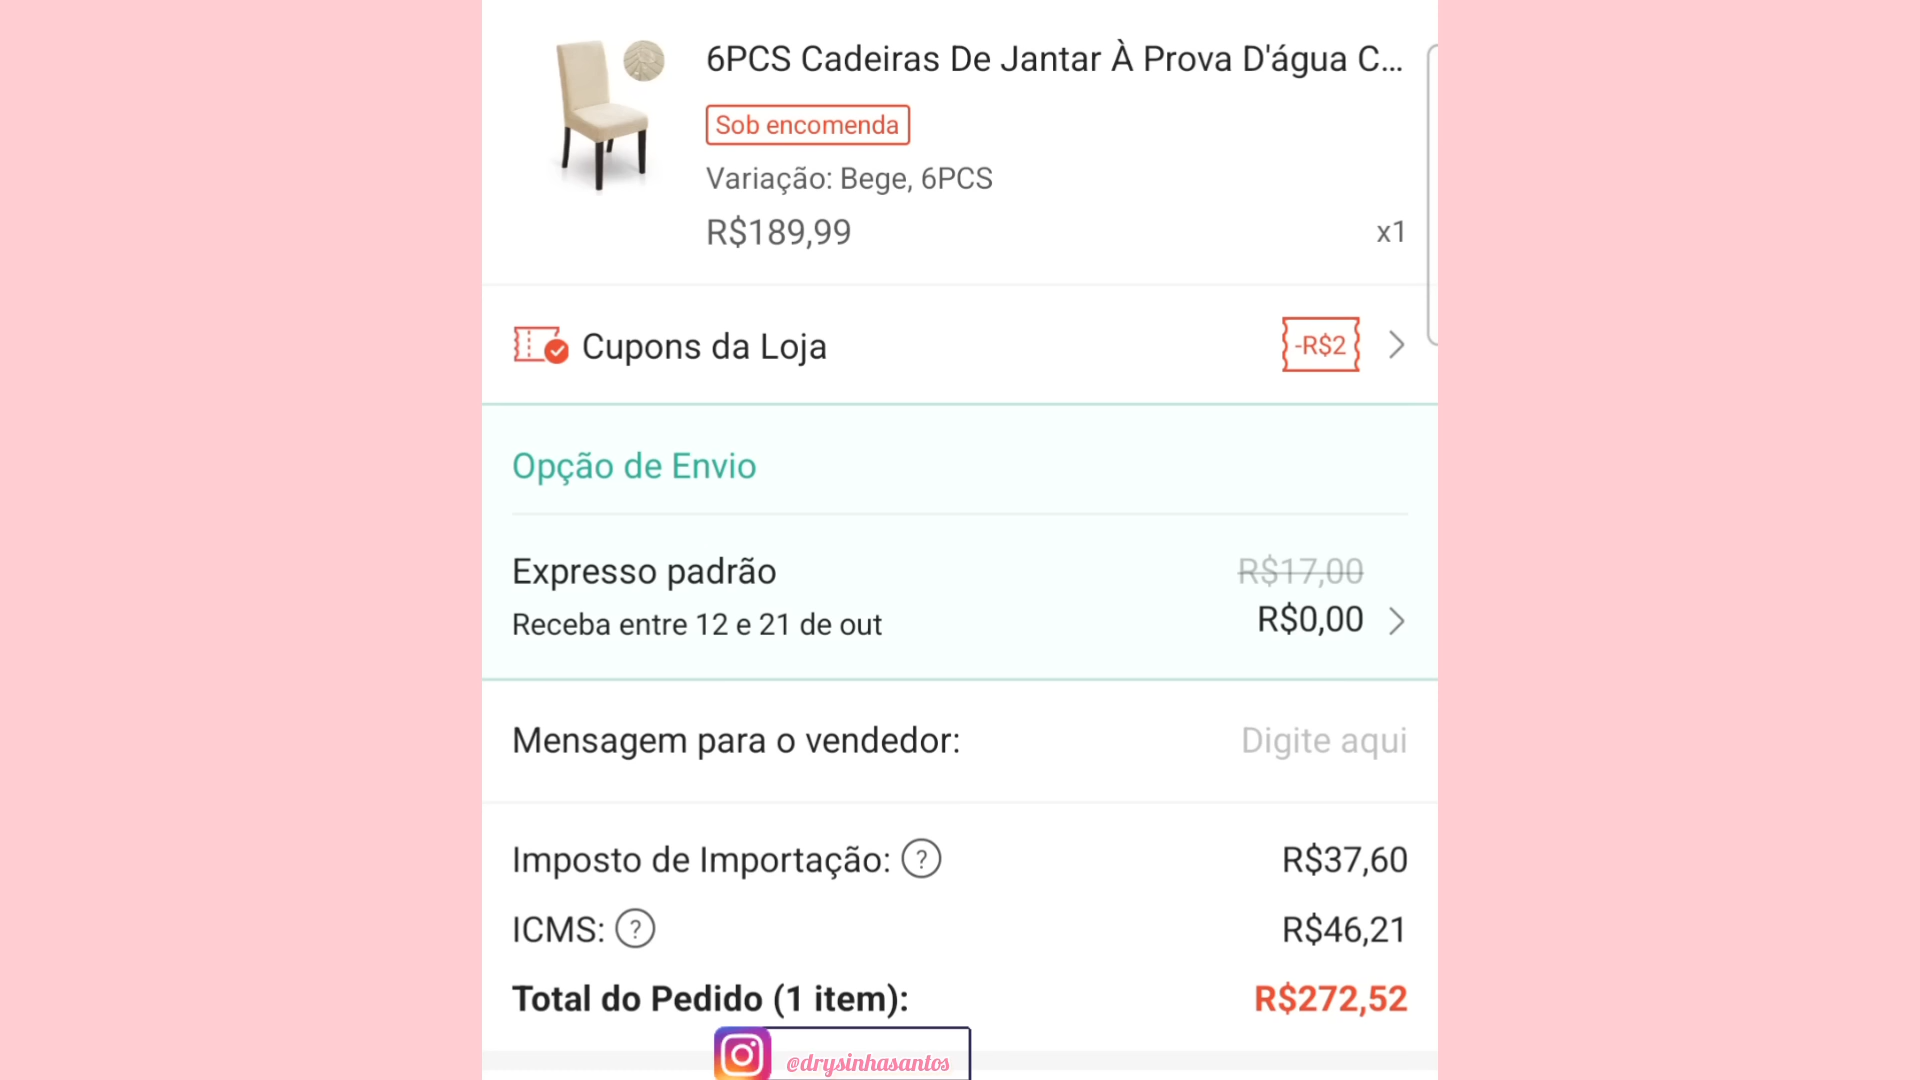 6PCS Cadeiras De Jantar À Prova D'água C...
Sob encomenda
Variação: Bege, 6PCS
R$189,99 x1
Cupons da Loja -R$2
Opção de Envio
Expresso padrão R$17,00
Receba entre 12 e 21 de out R$0,00
Mensagem para o vendedor: Digite aqui
Imposto de Importação: ? R$37,60
ICMS: ? R$46,21
Total do Pedido (1 item): R$272,52
@drysinhasantos